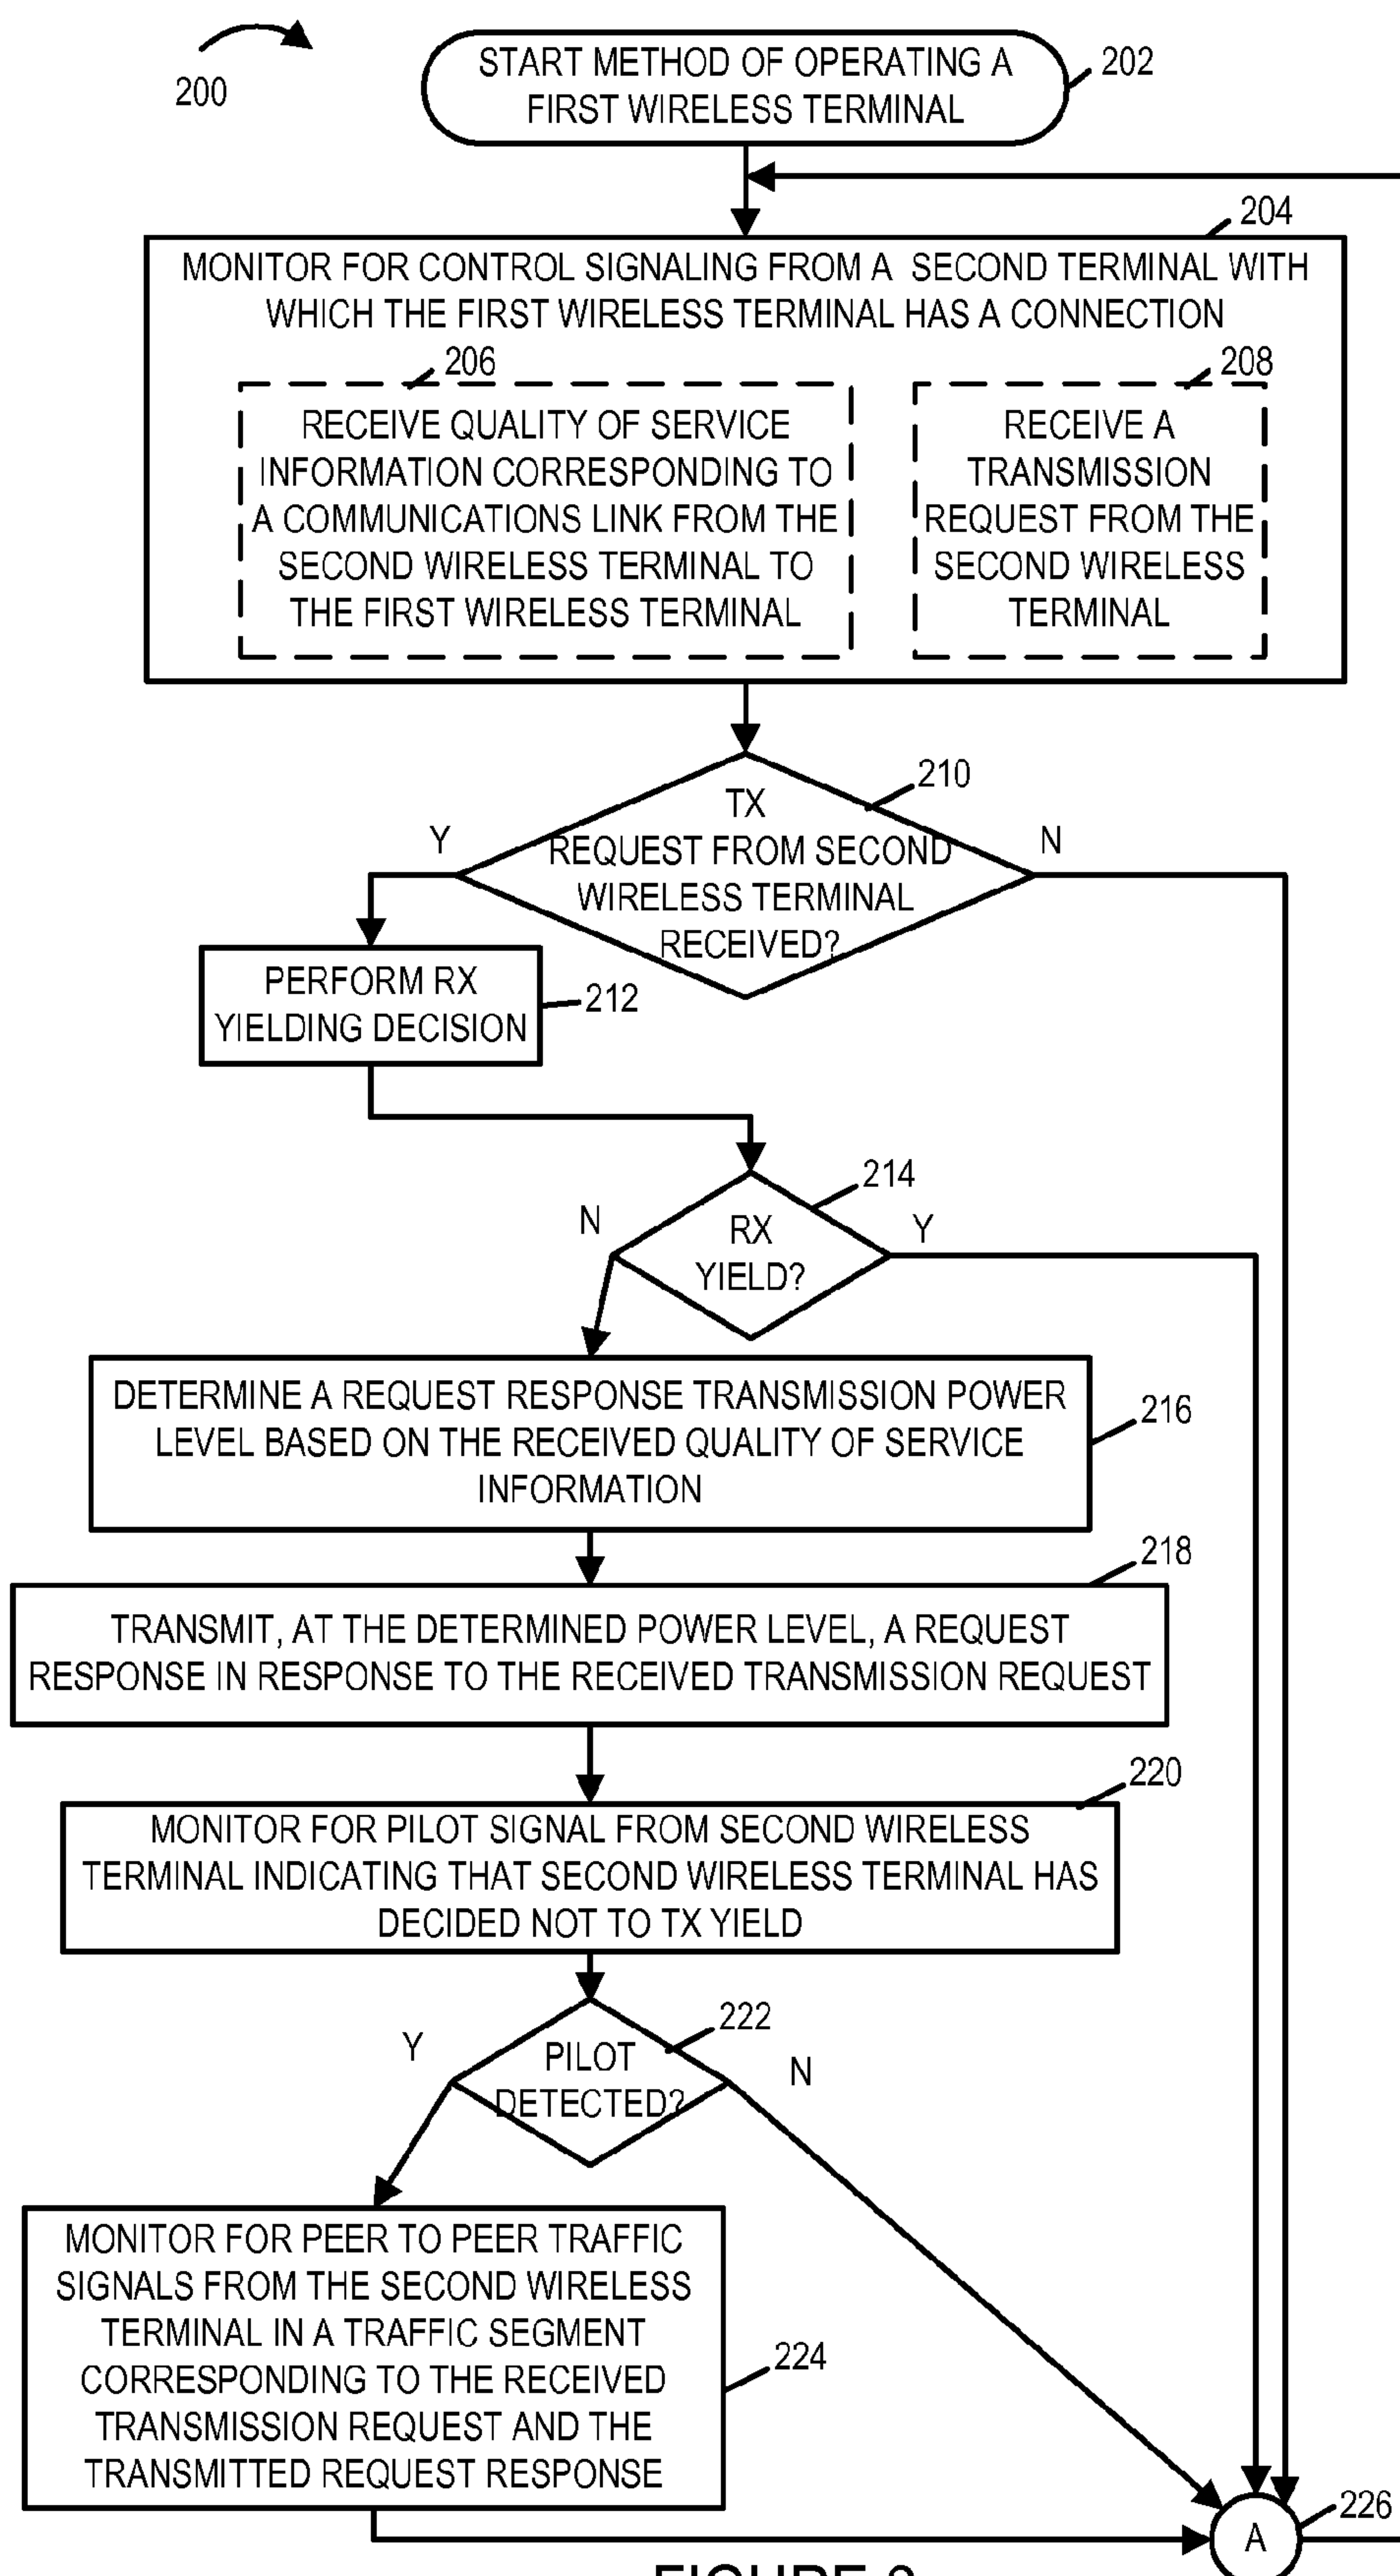 200
START METHOD OF OPERATING A
FIRST WIRELESS TERMINAL
202
204
MONITOR FOR CONTROL SIGNALING FROM A SECOND TERMINAL WITH
WHICH THE FIRST WIRELESS TERMINAL HAS A CONNECTION
206
RECEIVE QUALITY OF SERVICE
INFORMATION CORRESPONDING TO
A COMMUNICATIONS LINK FROM THE
SECOND WIRELESS TERMINAL TO
THE FIRST WIRELESS TERMINAL
208
RECEIVE A
TRANSMISSION
REQUEST FROM THE
SECOND WIRELESS
TERMINAL
210
TX
REQUEST FROM SECOND
WIRELESS TERMINAL
RECEIVED?
Y
N
PERFORM RX
YIELDING DECISION
212
214
RX
YIELD?
N
Y
DETERMINE A REQUEST RESPONSE TRANSMISSION POWER
LEVEL BASED ON THE RECEIVED QUALITY OF SERVICE
INFORMATION
216
218
TRANSMIT, AT THE DETERMINED POWER LEVEL, A REQUEST
RESPONSE IN RESPONSE TO THE RECEIVED TRANSMISSION REQUEST
220
MONITOR FOR PILOT SIGNAL FROM SECOND WIRELESS
TERMINAL INDICATING THAT SECOND WIRELESS TERMINAL HAS
DECIDED NOT TO TX YIELD
222
PILOT
DETECTED?
Y
N
MONITOR FOR PEER TO PEER TRAFFIC
SIGNALS FROM THE SECOND WIRELESS
TERMINAL IN A TRAFFIC SEGMENT
CORRESPONDING TO THE RECEIVED
TRANSMISSION REQUEST AND THE
TRANSMITTED REQUEST RESPONSE
224
A
226
FIGURE